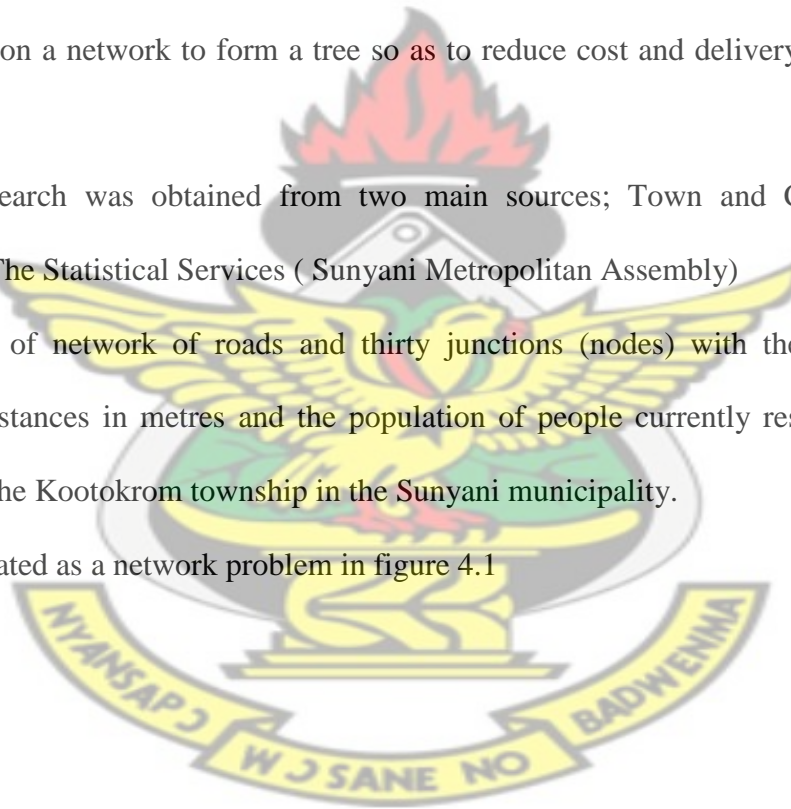 on a network to form a tree so as to reduce cost and delivery
earch was obtained from two main sources; Town and C
The Statistical Services ( Sunyani Metropolitan Assembly)
of network of roads and thirty junctions (nodes) with the
stances in metres and the population of people currently res
he Kootokrom township in the Sunyani municipality.
ated as a network problem in figure 4.1
NYANSAPƆ
WƆSANE NO
BADWENMA